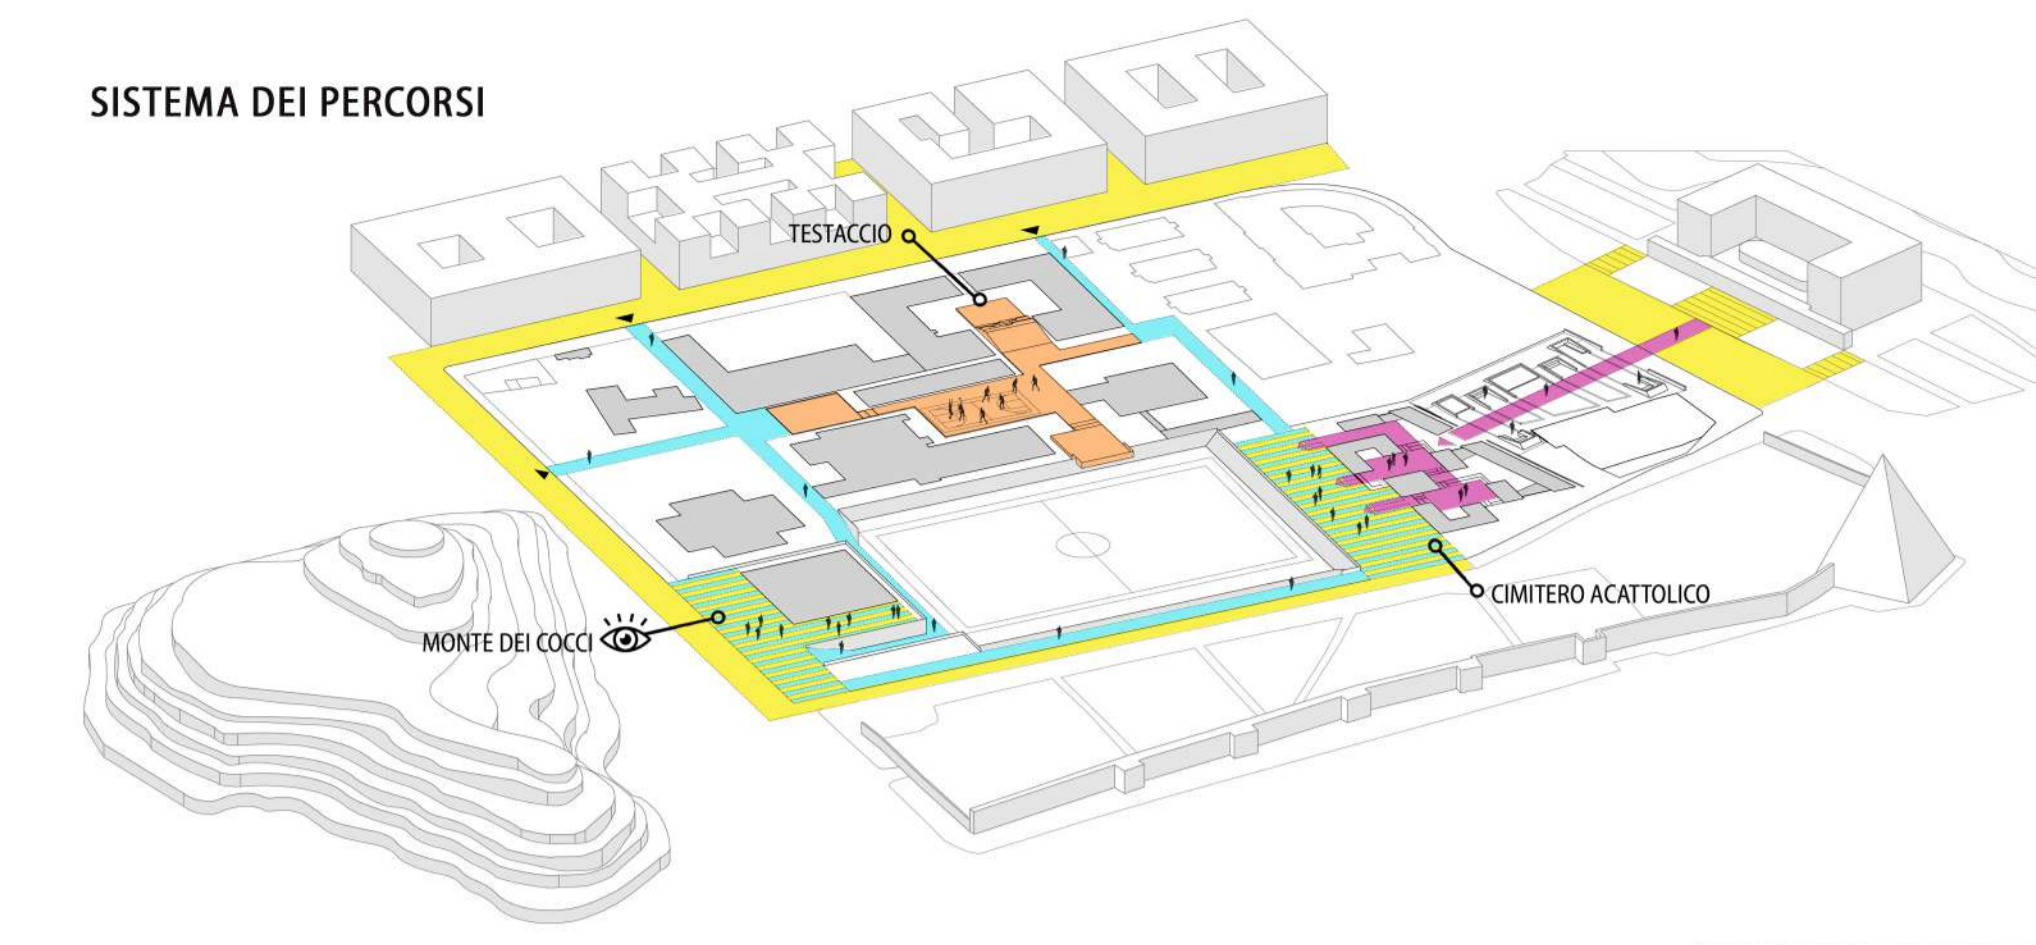 SISTEMA DEI PERCORSI
TESTACCIO
MONTE DEI COCCI
CIMITERO ACATTOLICO